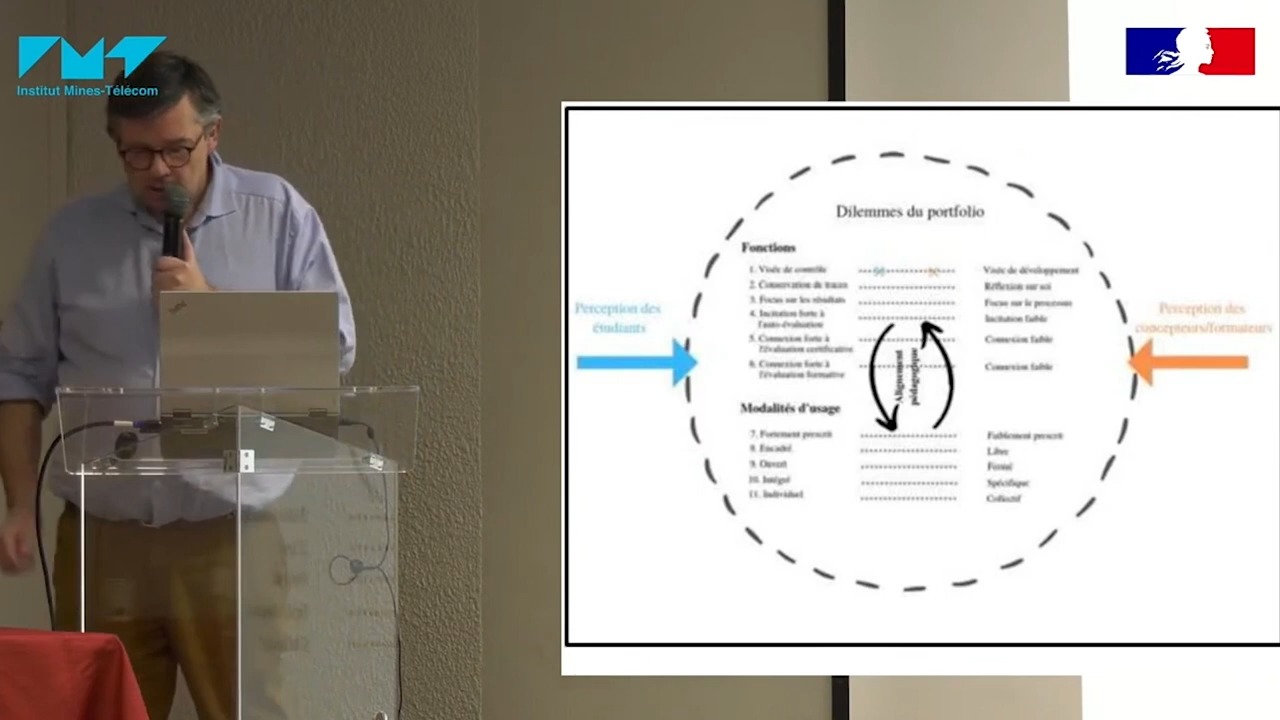 Institut Mines-Télécom
Dilemmes du portfolio
Fonctions
1. Visée de contrôle
Visée de développement
2. Conservation de traces
Réflexion sur soi
3. Focus sur les résultats
Focus sur le processus
4. Incitation forte à
l'auto-évaluation
Incitation faible
5. Connexion forte à
l'évaluation certificative
Connexion faible
6. Connexion forte à
l'évaluation formative
Connexion faible
Alignement
pédagogique
Modalités d'usage
7. Fortement prescrit
Faiblement prescrit
8. Encadré
Libre
9. Ouvert
Fermé
10. Intégré
Spécifique
11. Individuel
Collectif
Perception des
étudiants
Perception des
concepteurs/formateurs